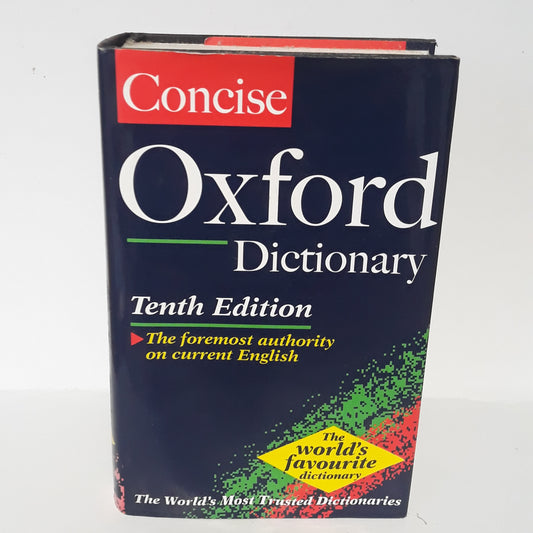 Concise
Oxford
Dictionary
Tenth Edition
The foremost authority
on current English
The
world's
favourite
dictionary
The World's Most Trusted Dictionaries